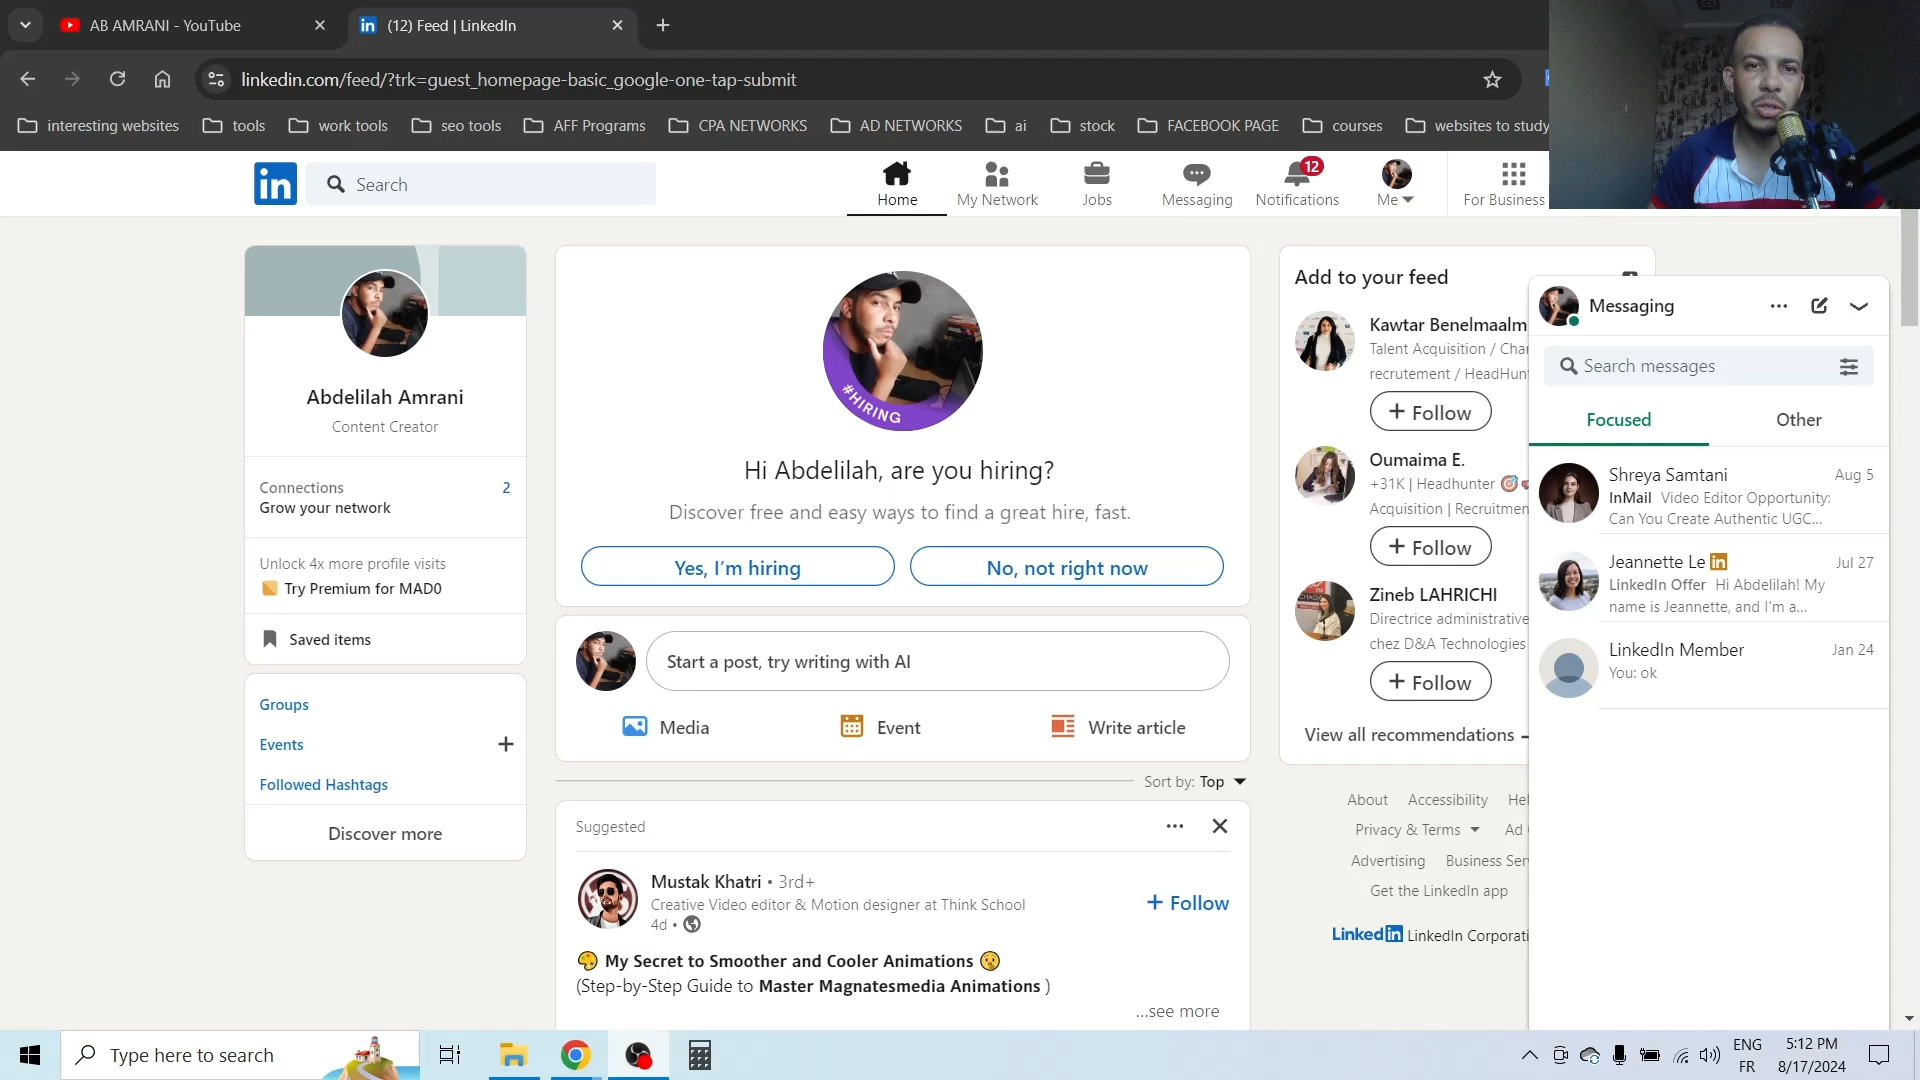 AB AMRANI - YouTube
(12) Feed | LinkedIn
linkedin.com/feed/?trk=guest_homepage-basic_google-one-tap-submit
interesting websites
tools
work tools
seo tools
AFF Programs
CPA NETWORKS
AD NETWORKS
ai
stock
FACEBOOK PAGE
courses
websites to study
in
Search
Home
My Network
Jobs
Messaging
12
Notifications
Me
For Business
Abdelilah Amrani
Content Creator
Connections 2
Grow your network
Unlock 4x more profile visits
Try Premium for MAD0
Saved items
Groups
Events
Followed Hashtags
Discover more
#HIRING
Hi Abdelilah, are you hiring?
Discover free and easy ways to find a great hire, fast.
Yes, I'm hiring
No, not right now
Start a post, try writing with AI
Media
Event
Write article
Sort by: Top
Suggested
Mustak Khatri • 3rd+
Creative Video editor & Motion designer at Think School
4d •
+ Follow
🎨 My Secret to Smoother and Cooler Animations 🤫
(Step-by-Step Guide to Master Magnatesmedia Animations )
...see more
Add to your feed
Kawtar Benelmaalm
Talent Acquisition / Char
recrutement / HeadHunt
+ Follow
Oumaima E.
+31K | Headhunter 🎯
Acquisition | Recruitmen
+ Follow
Zineb LAHRICHI
Directrice administrative
chez D&A Technologies
+ Follow
View all recommendations
About Accessibility Hel
Privacy & Terms Ad
Advertising Business Ser
Get the LinkedIn app
LinkedIn LinkedIn Corporati
Messaging
Search messages
Focused
Other
Shreya Samtani Aug 5
InMail Video Editor Opportunity:
Can You Create Authentic UGC...
Jeannette Le in Jul 27
LinkedIn Offer Hi Abdelilah! My
name is Jeannette, and I'm a...
LinkedIn Member Jan 24
You: ok
Type here to search
ENG
FR
5:12 PM
8/17/2024